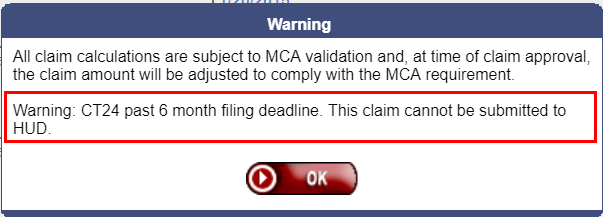 Warning
All claim calculations are subject to MCA validation and, at time of claim approval,
the claim amount will be adjusted to comply with the MCA requirement.
Warning: CT24 past 6 month filing deadline. This claim cannot be submitted to
HUD.
OK